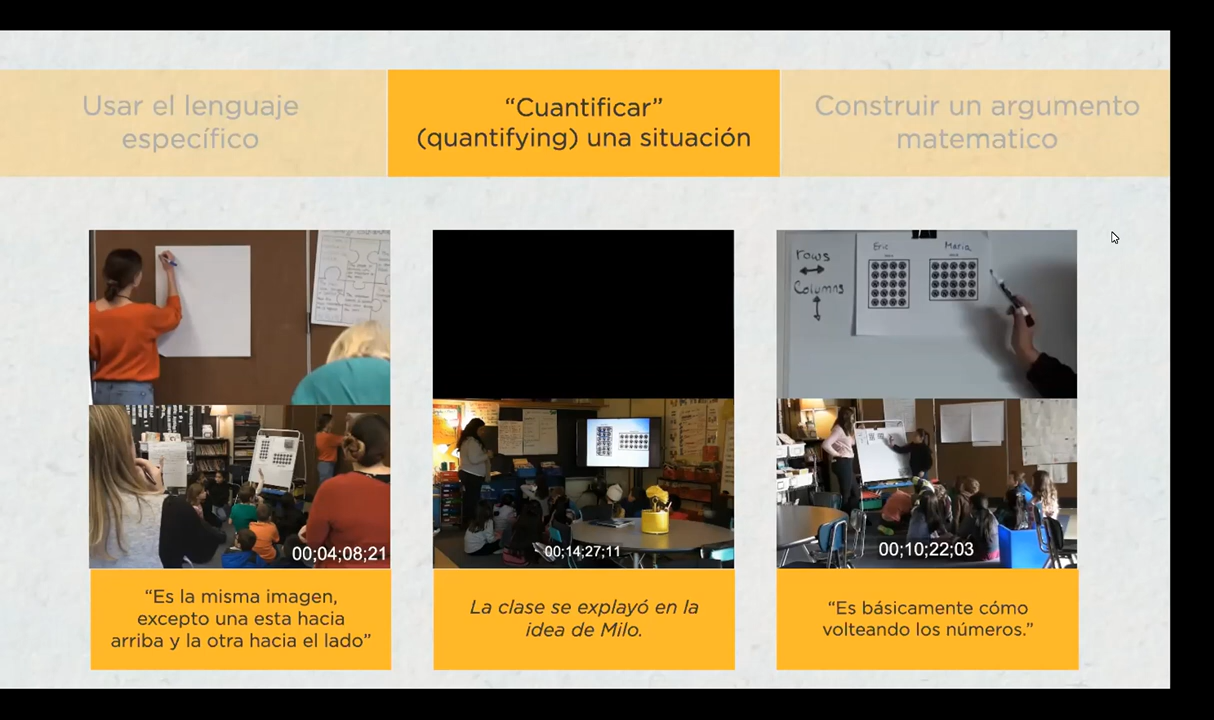 Usar el lenguaje
específico
“Cuantificar”
(quantifying) una situación
Construir un argumento
matematico
rows
Columns
Eric
Maria
00;04;08;21
00;14;27;11
00;10;22;03
“Es la misma imagen,
excepto una esta hacia
arriba y la otra hacia el lado”
La clase se explayó en la
idea de Milo.
“Es básicamente cómo
volteando los números.”